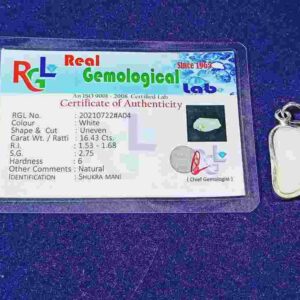 RGL Real Since 1963
Gemological
Lab
An ISO 9001 - 2008 Certified Lab
Certificate of Authenticity
RGL No. : 20210722#A04
Colour : White
Shape & Cut : Uneven
Carat Wt. / Ratti : 16.43 Cts.
R.I. : 1.53 - 1.68
S.G. : 2.75
Hardness : 6
Other Comments : Natural
Identification : SHUKRA MANI
RGL
( Chief Gemologist )